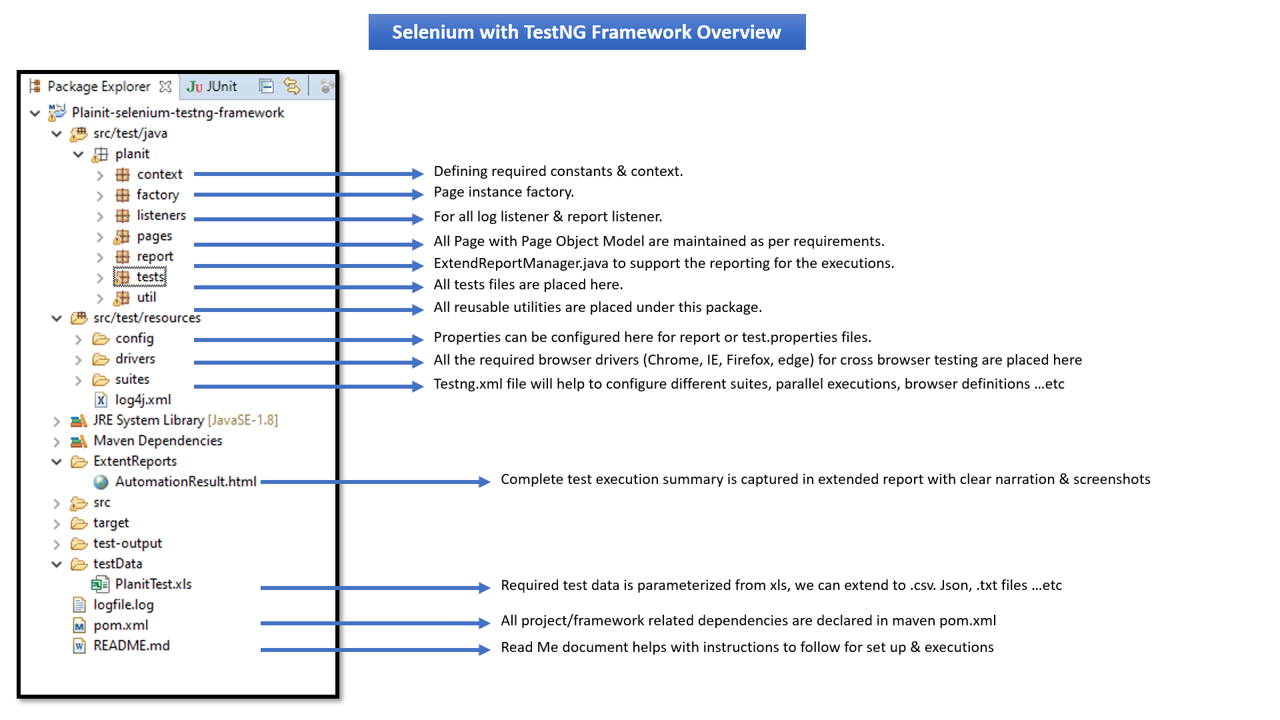 Selenium with TestNG Framework Overview
Package Explorer JU JUnit
Plainit-selenium-testng-framework
src/test/java
planit
context Defining required constants & context.
factory Page instance factory.
listeners For all log listener & report listener.
pages All Page with Page Object Model are maintained as per requirements.
report ExtendReportManager.java to support the reporting for the executions.
tests All tests files are placed here.
util All reusable utilities are placed under this package.
src/test/resources
config Properties can be configured here for report or test.properties files.
drivers All the required browser drivers (Chrome, IE, Firefox, edge) for cross browser testing are placed here
suites Testng.xml file will help to configure different suites, parallel executions, browser definitions ...etc
log4j.xml
JRE System Library [JavaSE-1.8]
Maven Dependencies
ExtentReports
AutomationResult.html Complete test execution summary is captured in extended report with clear narration & screenshots
src
target
test-output
testData
PlanitTest.xls Required test data is parameterized from xls, we can extend to .csv. Json, .txt files ...etc
logfile.log
pom.xml All project/framework related dependencies are declared in maven pom.xml
README.md Read Me document helps with instructions to follow for set up & executions